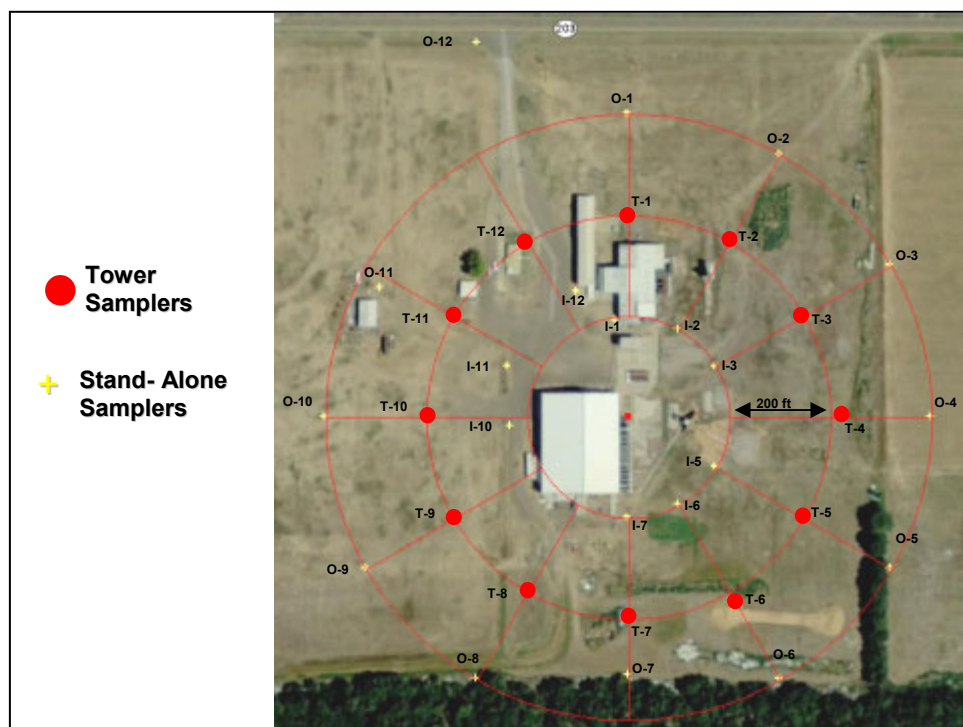 203
O-12
O-1
O-2
T-1
T-12
T-2
O-3
O-11
I-12
T-11
I-1
I-2
T-3
I-11
I-3
O-10
T-10
200 ft
O-4
T-4
I-10
I-5
I-6
T-9
I-7
T-5
O-5
O-9
T-8
T-6
T-7
O-8
O-7
O-6
Tower
Samplers
Stand- Alone
Samplers